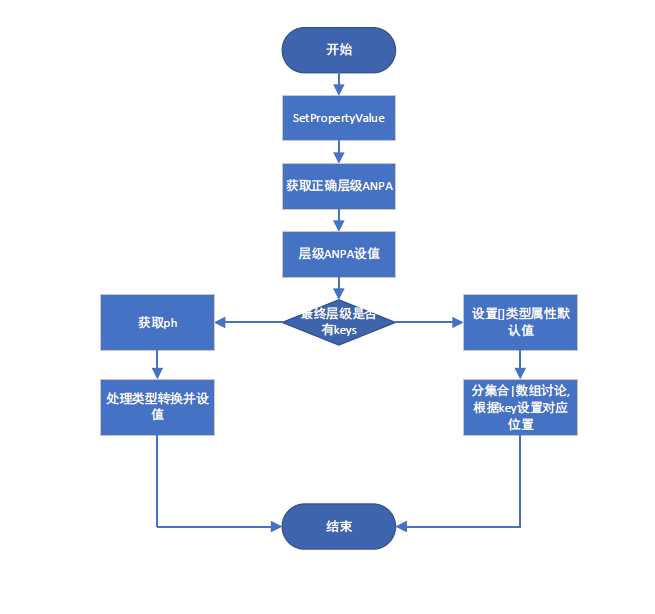 开始
SetPropertyValue
获取正确层级ANPA
层级ANPA设值
最终层级是否
有keys
获取ph
设置[]类型属性默
认值
处理类型转换并设
值
分集合|数组讨论,
根据key设置对应
位置
结束